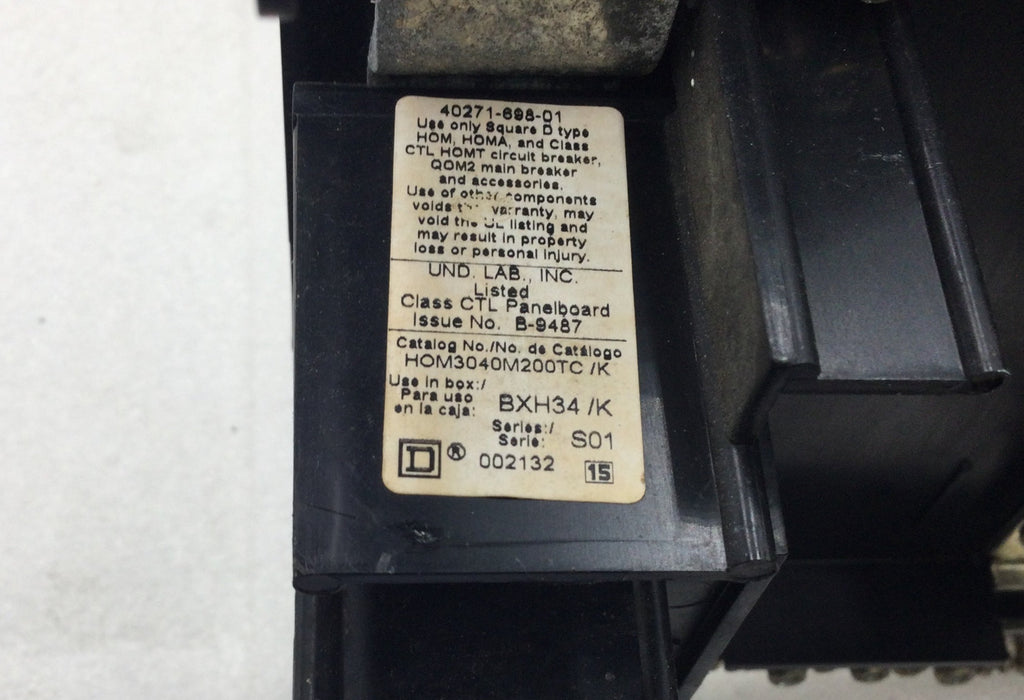 40271-698-01
Use only Square D type
HOM, HOMA, and Class
CTL HOMT circuit breaker,
QOM2 main breaker
and accessories.
Use of other components
voids the warranty, may
void the UL listing and
may result in property
loss or personal injury.
UND. LAB., INC.
Listed
Class CTL Panelboard
Issue No. B-9487
Catalog No./No. de Catálogo
HOM3040M200TC /K
Use in box:/
Para uso
en la caja: BXH34 /K
Series:/
Serie: S01
D ® 002132 15